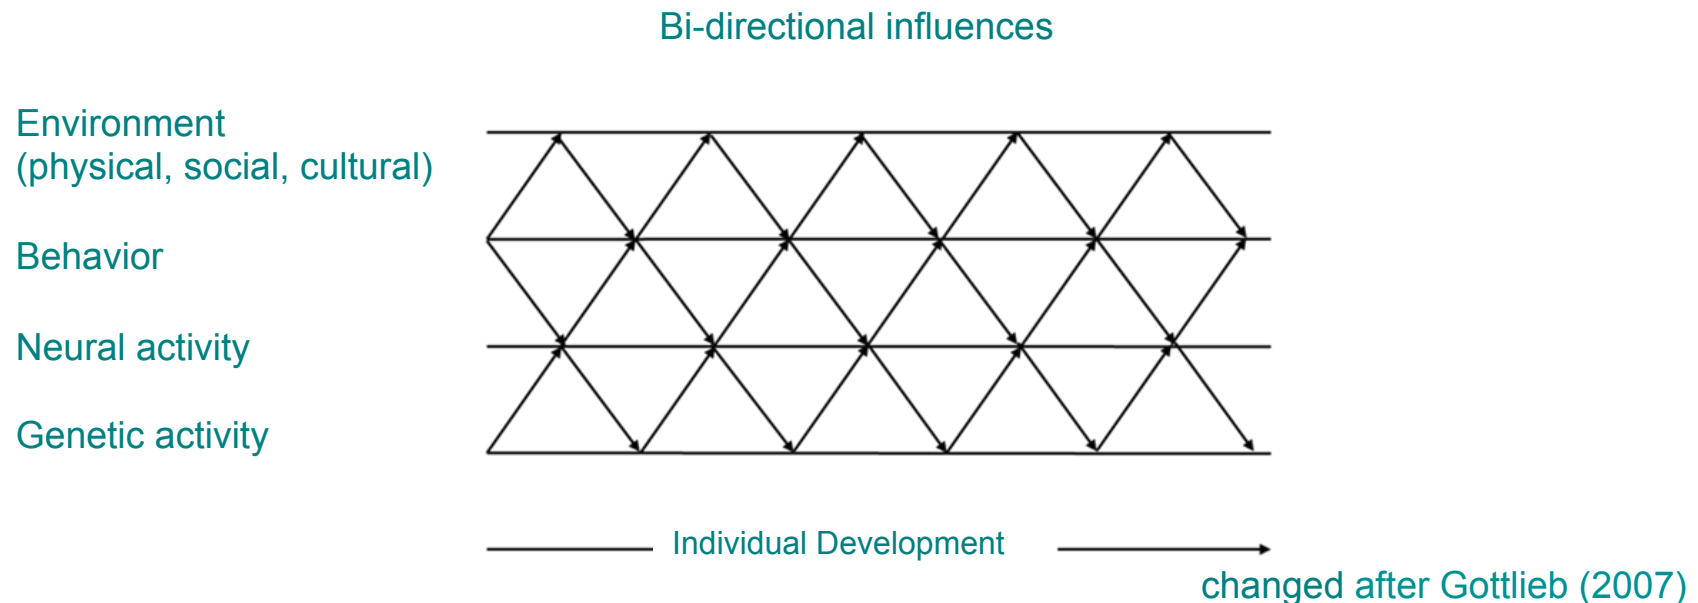 Bi-directional influences
Environment
(physical, social, cultural)
Behavior
Neural activity
Genetic activity
Individual Development
changed after Gottlieb (2007)